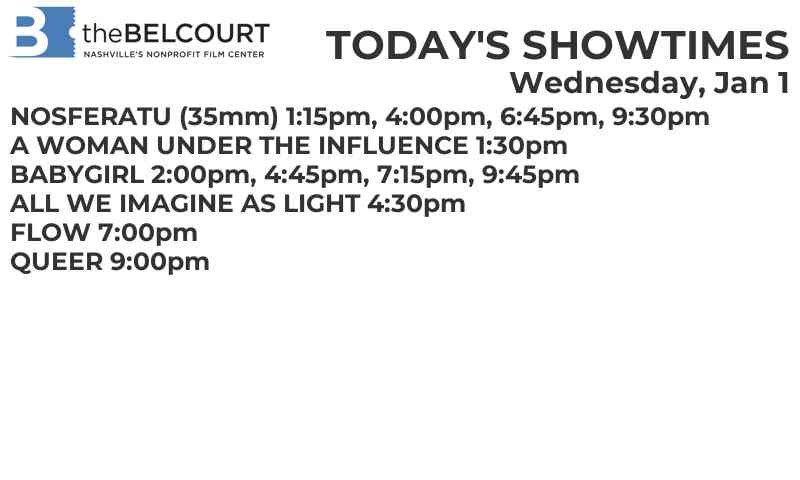 B theBELCOURT
NASHVILLE'S NONPROFIT FILM CENTER
TODAY'S SHOWTIMES
Wednesday, Jan 1
NOSFERATU (35mm) 1:15pm, 4:00pm, 6:45pm, 9:30pm
A WOMAN UNDER THE INFLUENCE 1:30pm
BABYGIRL 2:00pm, 4:45pm, 7:15pm, 9:45pm
ALL WE IMAGINE AS LIGHT 4:30pm
FLOW 7:00pm
QUEER 9:00pm